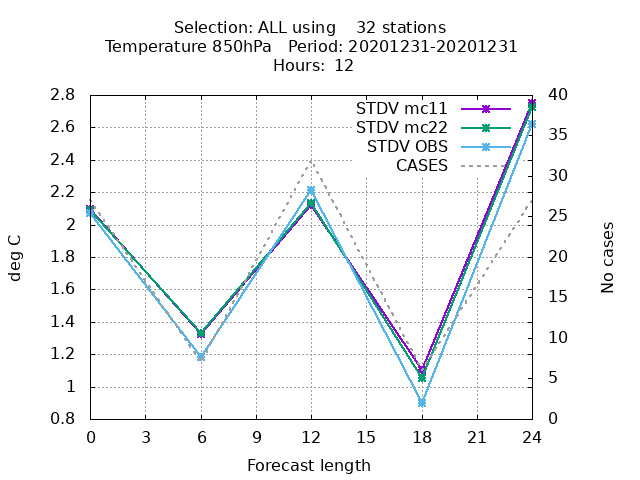 Selection: ALL using    32 stations
Temperature 850hPa   Period: 20201231-20201231
Hours: 12
STDV mc11
STDV mc22
STDV OBS
CASES
deg C
2.8
2.6
2.4
2.2
2
1.8
1.6
1.4
1.2
1
0.8
40
35
30
25
20
15
10
5
0
No cases
0 3 6 9 12 15 18 21 24
Forecast length